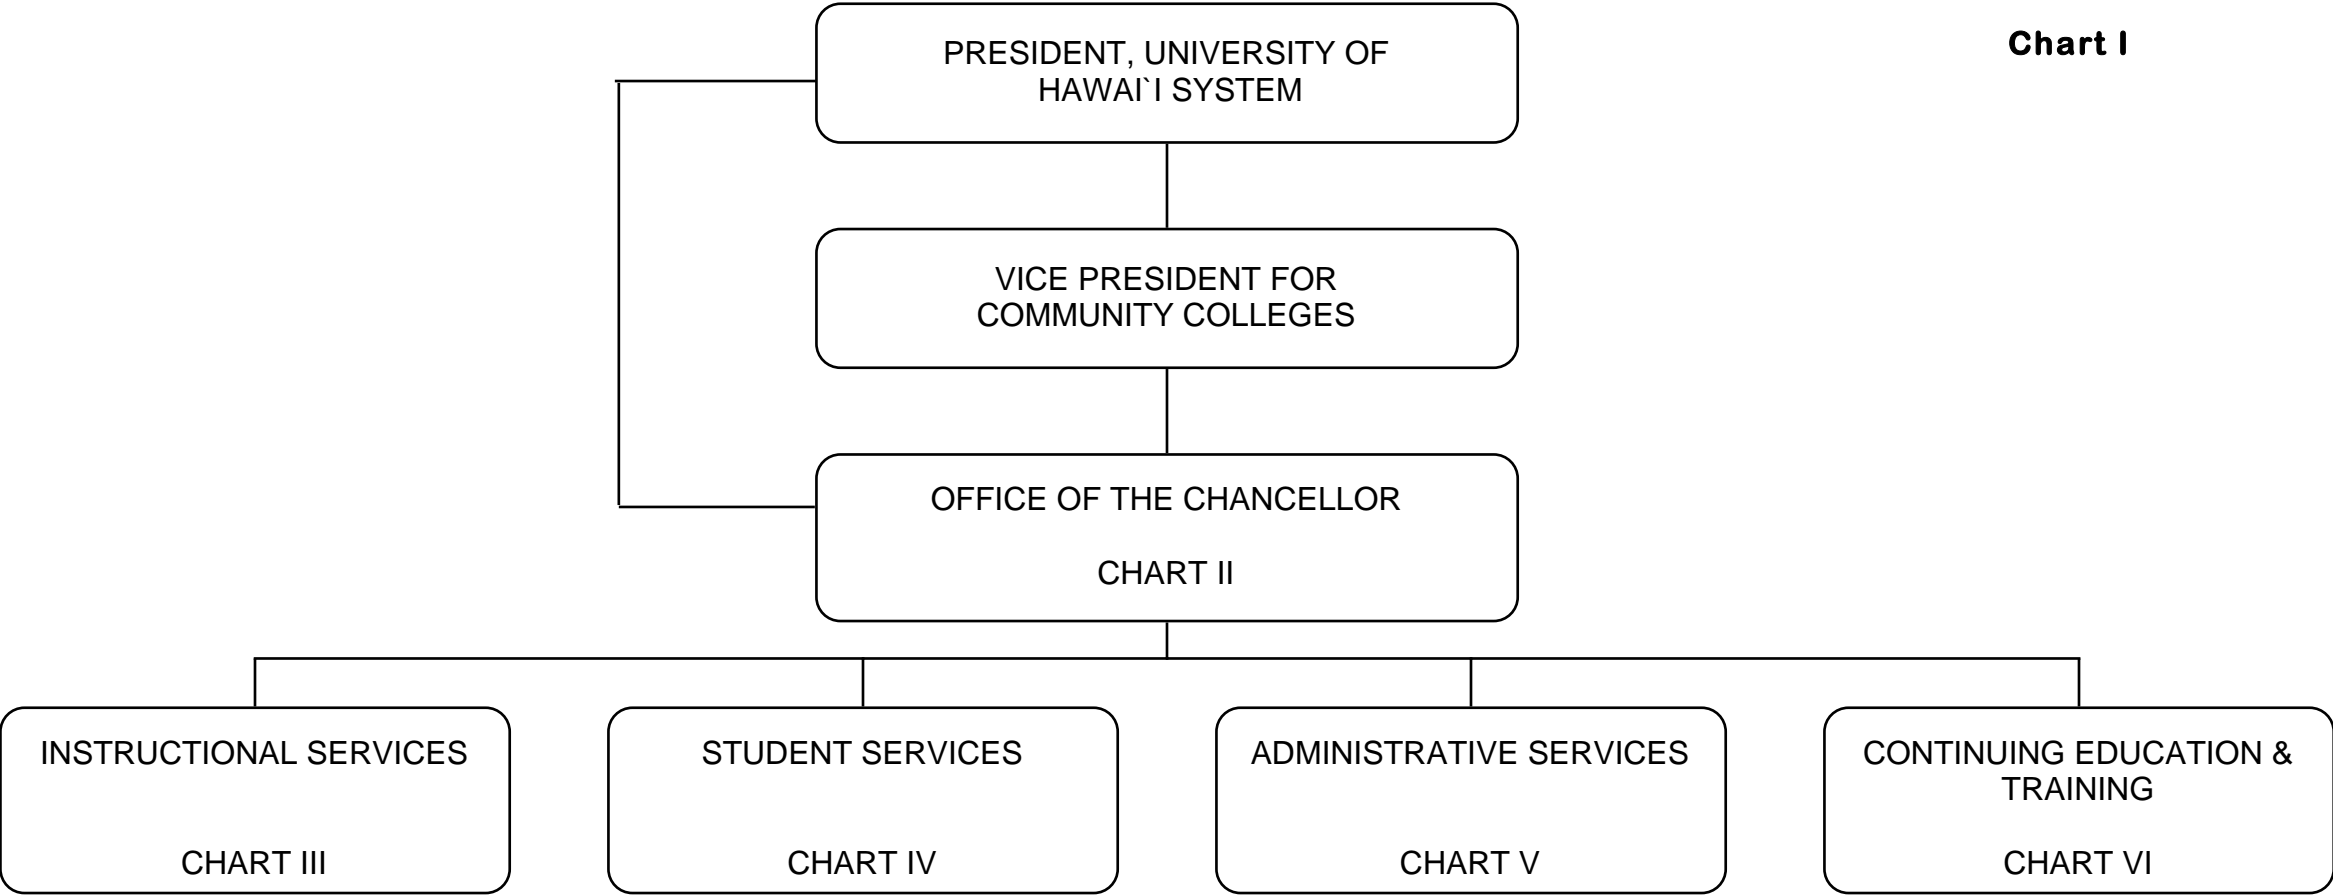 Chart I
PRESIDENT, UNIVERSITY OF
HAWAI`I SYSTEM
VICE PRESIDENT FOR
COMMUNITY COLLEGES
OFFICE OF THE CHANCELLOR
CHART II
INSTRUCTIONAL SERVICES
CHART III
STUDENT SERVICES
CHART IV
ADMINISTRATIVE SERVICES
CHART V
CONTINUING EDUCATION &
TRAINING
CHART VI